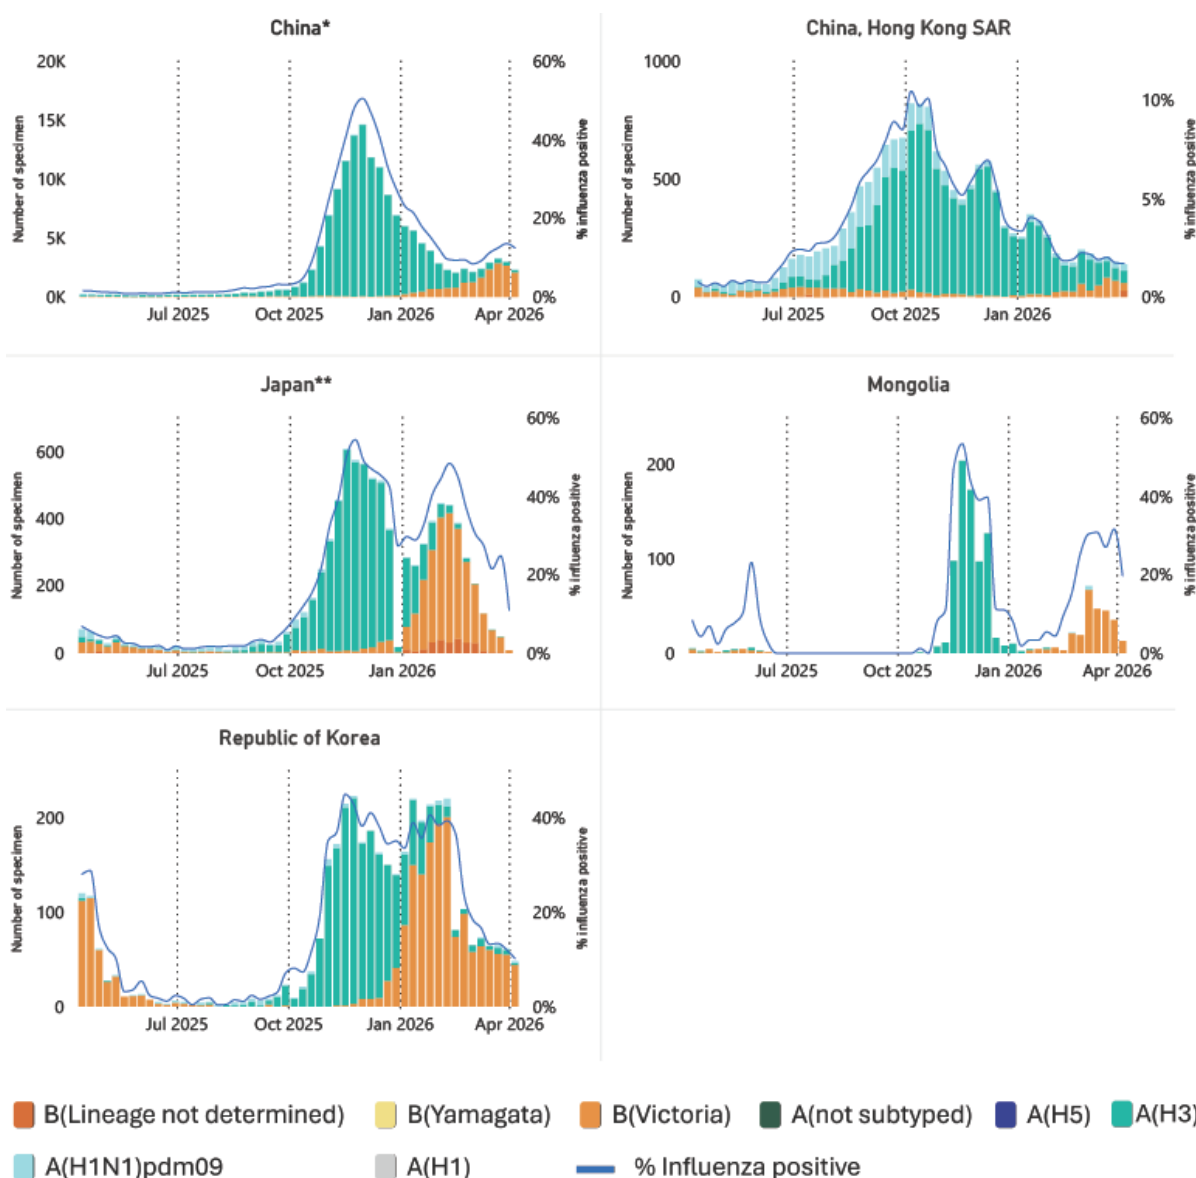 China*
Number of specimen
20K
15K
10K
5K
0K
60%
40%
20%
0%
% influenza positive
Jul 2025 Oct 2025 Jan 2026 Apr 2026
China, Hong Kong SAR
Number of specimen
1000
500
0
10%
5%
0%
% influenza positive
Jul 2025 Oct 2025 Jan 2026
Japan**
Number of specimen
600
400
200
0
60%
40%
20%
0%
% influenza positive
Jul 2025 Oct 2025 Jan 2026
Mongolia
Number of specimen
200
100
0
60%
40%
20%
0%
% influenza positive
Jul 2025 Oct 2025 Jan 2026 Apr 2026
Republic of Korea
Number of specimen
200
100
0
40%
20%
0%
% influenza positive
Jul 2025 Oct 2025 Jan 2026 Apr 2026
B(Lineage not determined) B(Yamagata) B(Victoria) A(not subtyped) A(H5) A(H3)
A(H1N1)pdm09 A(H1) % Influenza positive